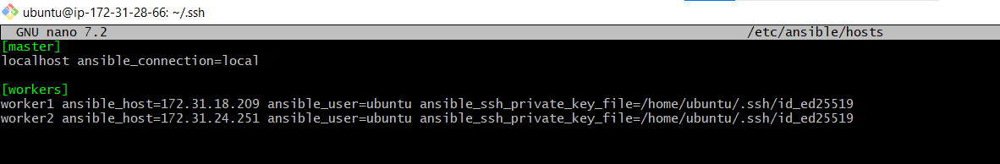 ubuntu@ip-172-31-28-66: ~/.ssh
GNU nano 7.2 /etc/ansible/hosts
[master]
localhost ansible_connection=local
[workers]
worker1 ansible_host=172.31.18.209 ansible_user=ubuntu ansible_ssh_private_key_file=/home/ubuntu/.ssh/id_ed25519
worker2 ansible_host=172.31.24.251 ansible_user=ubuntu ansible_ssh_private_key_file=/home/ubuntu/.ssh/id_ed25519